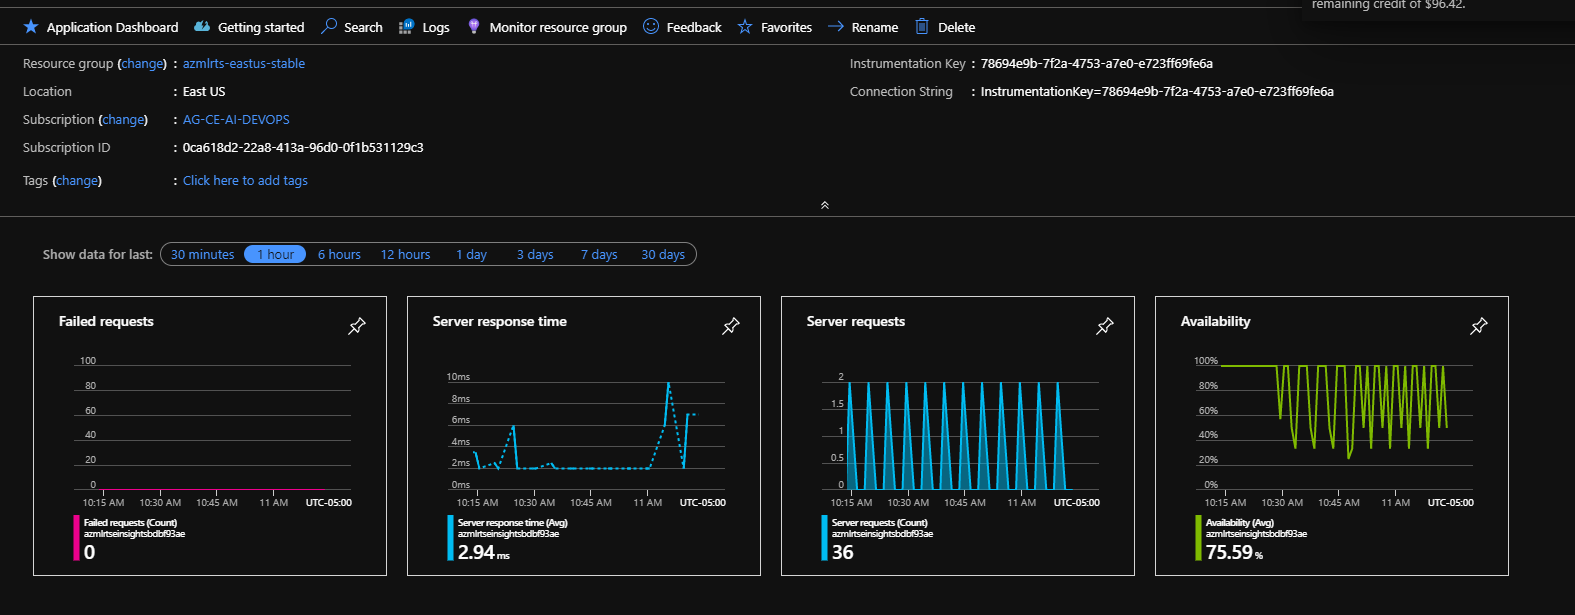 remaining credit of $96.42.
Application Dashboard Getting started Search Logs Monitor resource group Feedback Favorites Rename Delete
Resource group (change) : azmlrts-eastus-stable
Instrumentation Key : 78694e9b-7f2a-4753-a7e0-e723ff69fe6a
Location : East US
Connection String : InstrumentationKey=78694e9b-7f2a-4753-a7e0-e723ff69fe6a
Subscription (change) : AG-CE-AI-DEVOPS
Subscription ID : 0ca618d2-22a8-413a-96d0-0f1b531129c3
Tags (change) : Click here to add tags
Show data for last: 30 minutes 1 hour 6 hours 12 hours 1 day 3 days 7 days 30 days
Failed requests
100
80
60
40
20
0
10:15 AM 10:30 AM 10:45 AM 11 AM UTC-05:00
Failed requests (Count)
azmlrtseinsightsbdbf93ae
0
Server response time
10ms
8ms
6ms
4ms
2ms
0ms
10:15 AM 10:30 AM 10:45 AM 11 AM UTC-05:00
Server response time (Avg)
azmlrtseinsightsbdbf93ae
2.94 ms
Server requests
2
1.5
1
0.5
0
10:15 AM 10:30 AM 10:45 AM 11 AM UTC-05:00
Server requests (Count)
azmlrtseinsightsbdbf93ae
36
Availability
100%
80%
60%
40%
20%
0%
10:15 AM 10:30 AM 10:45 AM 11 AM UTC-05:00
Availability (Avg)
azmlrtseinsightsbdbf93ae
75.59 %